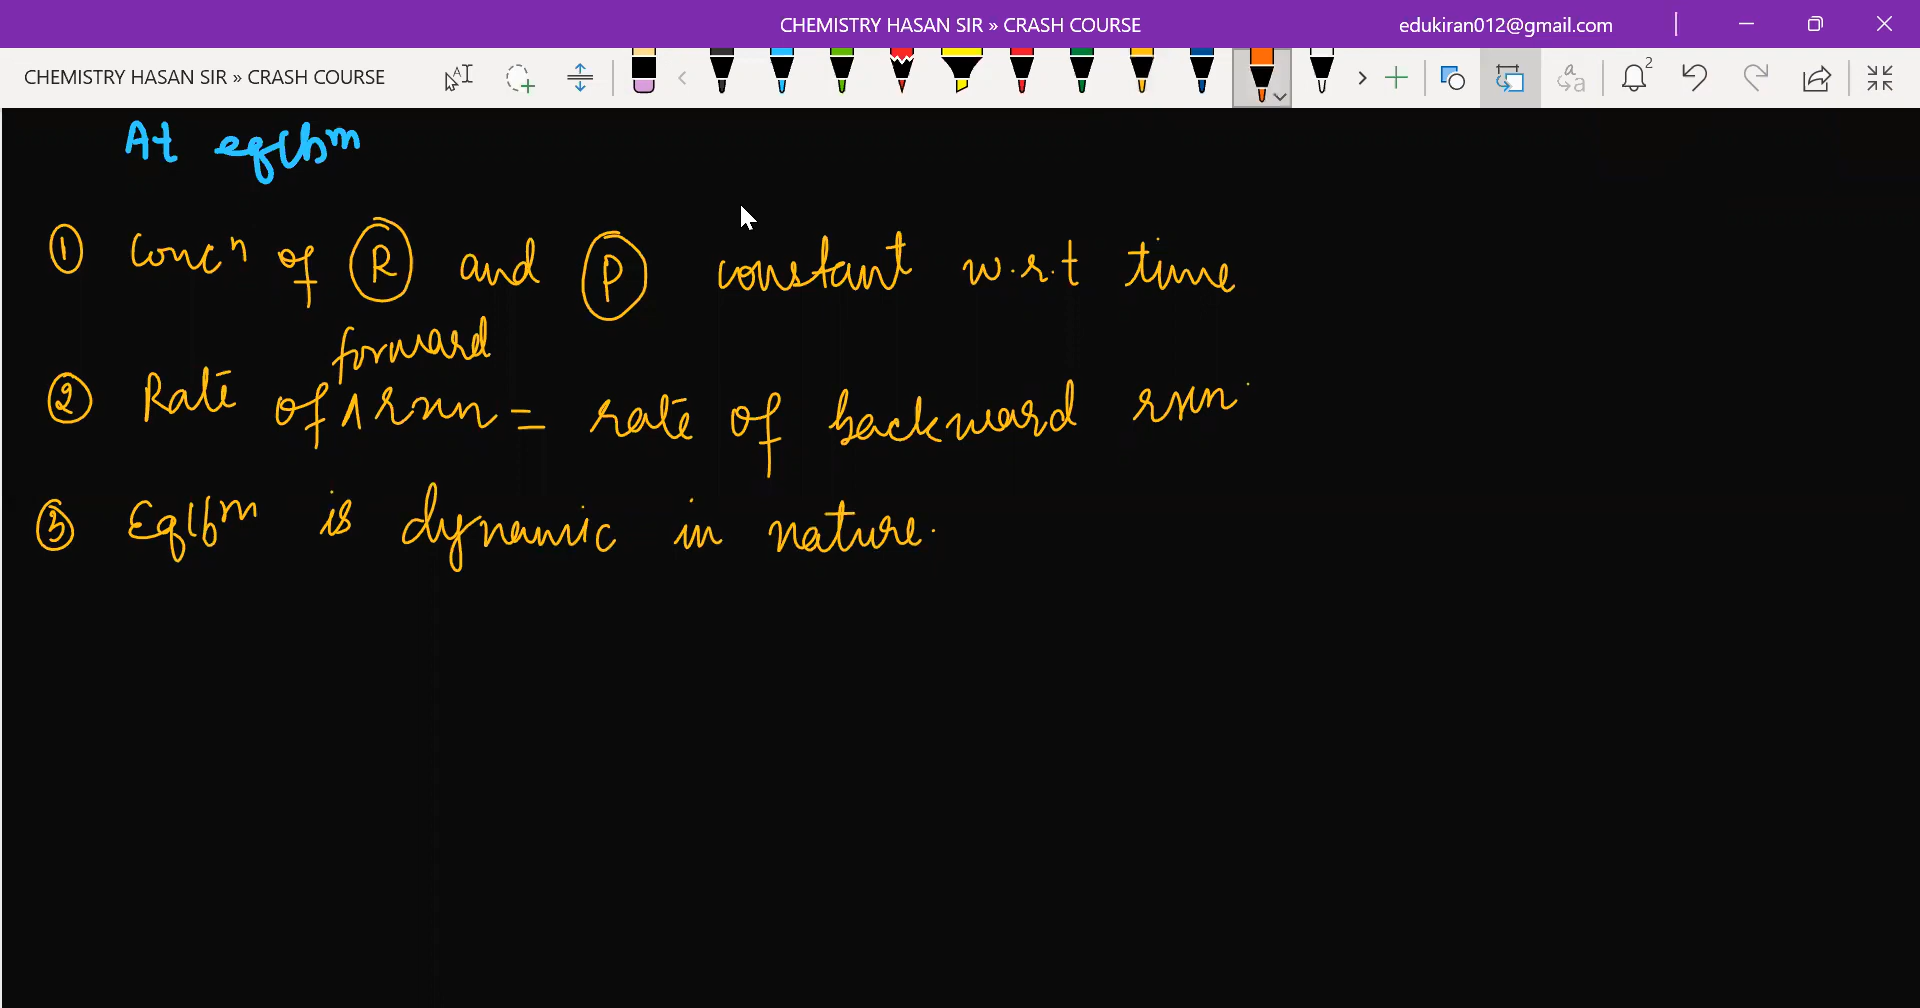 CHEMISTRY HASAN SIR » CRASH COURSE edukiran012@gmail.com
CHEMISTRY HASAN SIR » CRASH COURSE 2
At eqlbm
① Concn of R and P constant w.r.t time
forward
② Rate of ∧ rxn = rate of backward rxn.
③ Eqlbm is dynamic in nature.